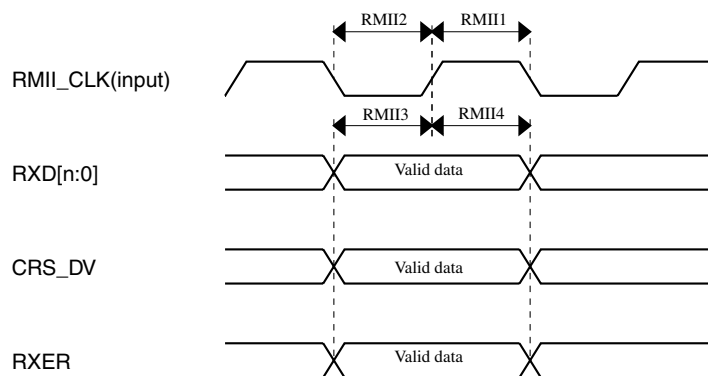 RMII2 RMII1
RMII_CLK(input)
RMII3 RMII4
RXD[n:0] Valid data
CRS_DV Valid data
RXER Valid data